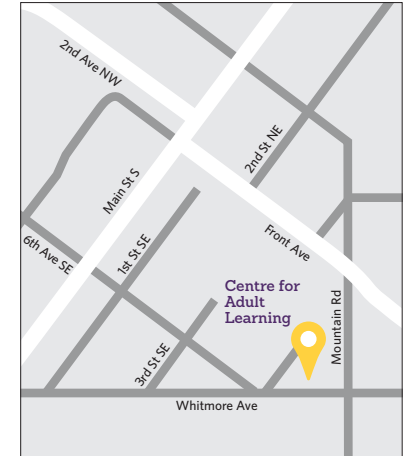 2nd Ave NW
2nd St NE
Main St S
Front Ave
6th Ave SE
1st St SE
Centre for
Adult
Learning
Mountain Rd
3rd St SE
Whitmore Ave